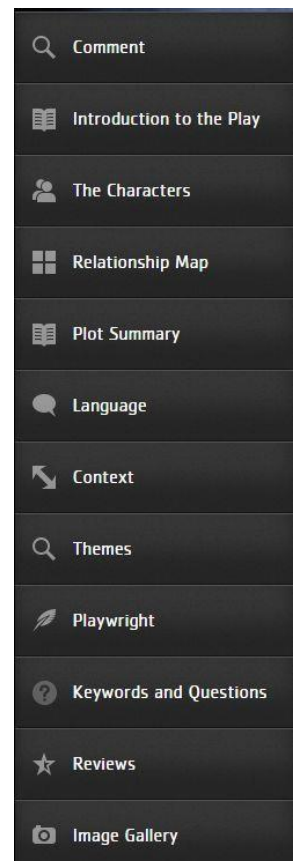 Comment
Introduction to the Play
The Characters
Relationship Map
Plot Summary
Language
Context
Themes
Playwright
Keywords and Questions
Reviews
Image Gallery